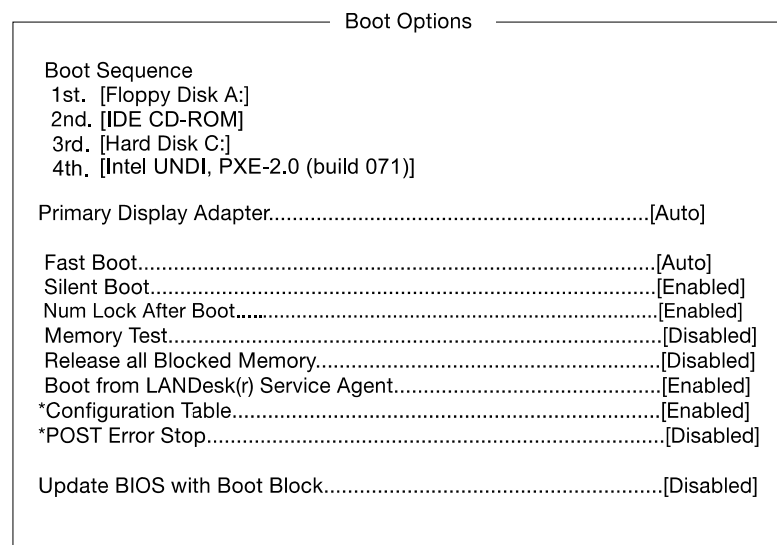 Boot Options
Boot Sequence
1st. [Floppy Disk A:]
2nd. [IDE CD-ROM]
3rd. [Hard Disk C:]
4th. [Intel UNDI, PXE-2.0 (build 071)]
Primary Display Adapter......................................................[Auto]
Fast Boot......................................................................[Auto]
Silent Boot.....................................................................[Enabled]
Num Lock After Boot..........................................................[Enabled]
Memory Test...................................................................[Disabled]
Release all Blocked Memory...............................................[Disabled]
Boot from LANDesk(r) Service Agent....................................[Enabled]
*Configuration Table..........................................................[Enabled]
*POST Error Stop..............................................................[Disabled]
Update BIOS with Boot Block..............................................[Disabled]